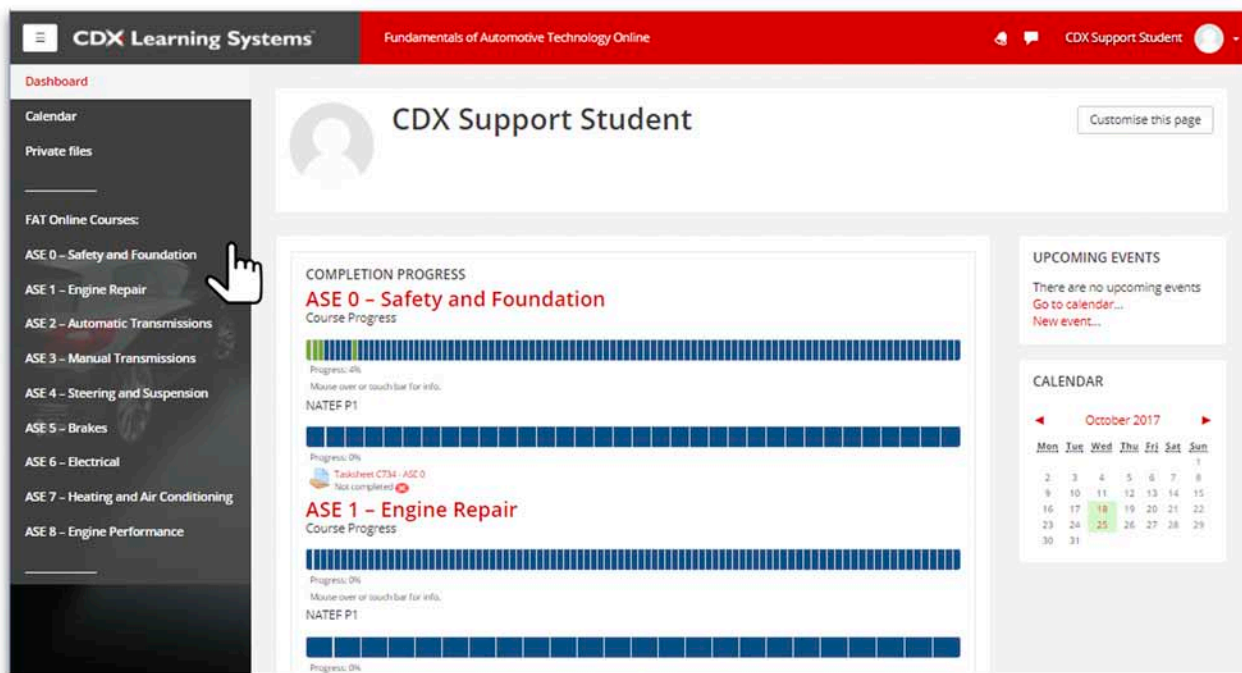 CDX Learning Systems
Fundamentals of Automotive Technology Online
CDX Support Student
Dashboard
Calendar
Private files
FAT Online Courses:
ASE 0 – Safety and Foundation
ASE 1 – Engine Repair
ASE 2 – Automatic Transmissions
ASE 3 – Manual Transmissions
ASE 4 – Steering and Suspension
ASE 5 – Brakes
ASE 6 – Electrical
ASE 7 – Heating and Air Conditioning
ASE 8 – Engine Performance
CDX Support Student
Customise this page
COMPLETION PROGRESS
ASE 0 – Safety and Foundation
Course Progress
Progress: 4%
Mouse over or touch bar for info.
NATEF P1
Progress: 0%
Tasksheet C734 - ASE 0
Not completed
ASE 1 – Engine Repair
Course Progress
Progress: 0%
Mouse over or touch bar for info.
NATEF P1
Progress: 0%
UPCOMING EVENTS
There are no upcoming events
Go to calendar...
New event...
CALENDAR
October 2017
Mon Tue Wed Thu Fri Sat Sun
1
2 3 4 5 6 7 8
9 10 11 12 13 14 15
16 17 18 19 20 21 22
23 24 25 26 27 28 29
30 31